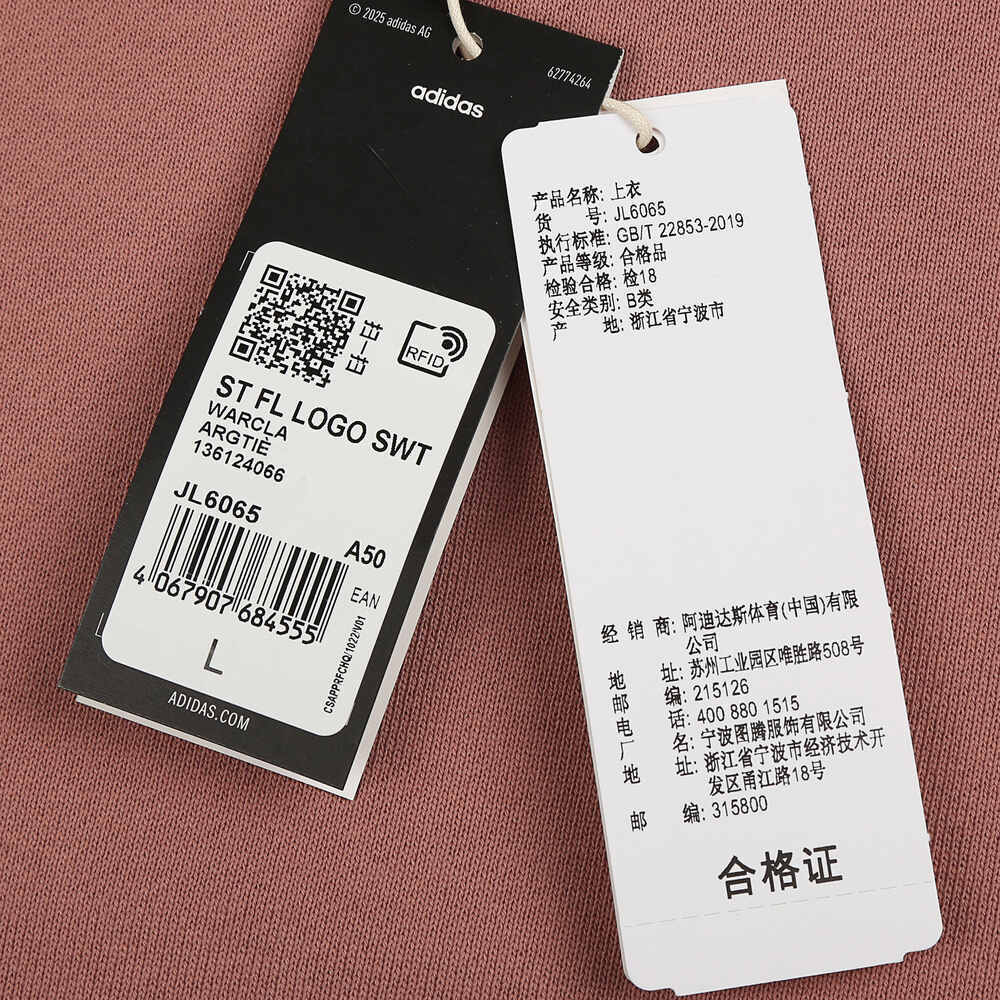 © 2025 adidas AG
62774264
adidas
RFID
ST FL LOGO SWT
WARCLA
ARGTIÈ
136124066
JL6065
A50
4 067907 684555
EAN
L
CSAPPRFCHQ/1022/V01
ADIDAS.COM
产品名称: 上衣
货 号: JL6065
执行标准: GB/T 22853-2019
产品等级: 合格品
检验合格: 检18
安全类别: B类
产 地: 浙江省宁波市
经 销 商: 阿迪达斯体育(中国)有限
公司
地 址: 苏州工业园区唯胜路508号
邮 编: 215126
电 话: 400 880 1515
厂 名: 宁波图腾服饰有限公司
地 址: 浙江省宁波市经济技术开
发区甬江路18号
邮 编: 315800
合格证